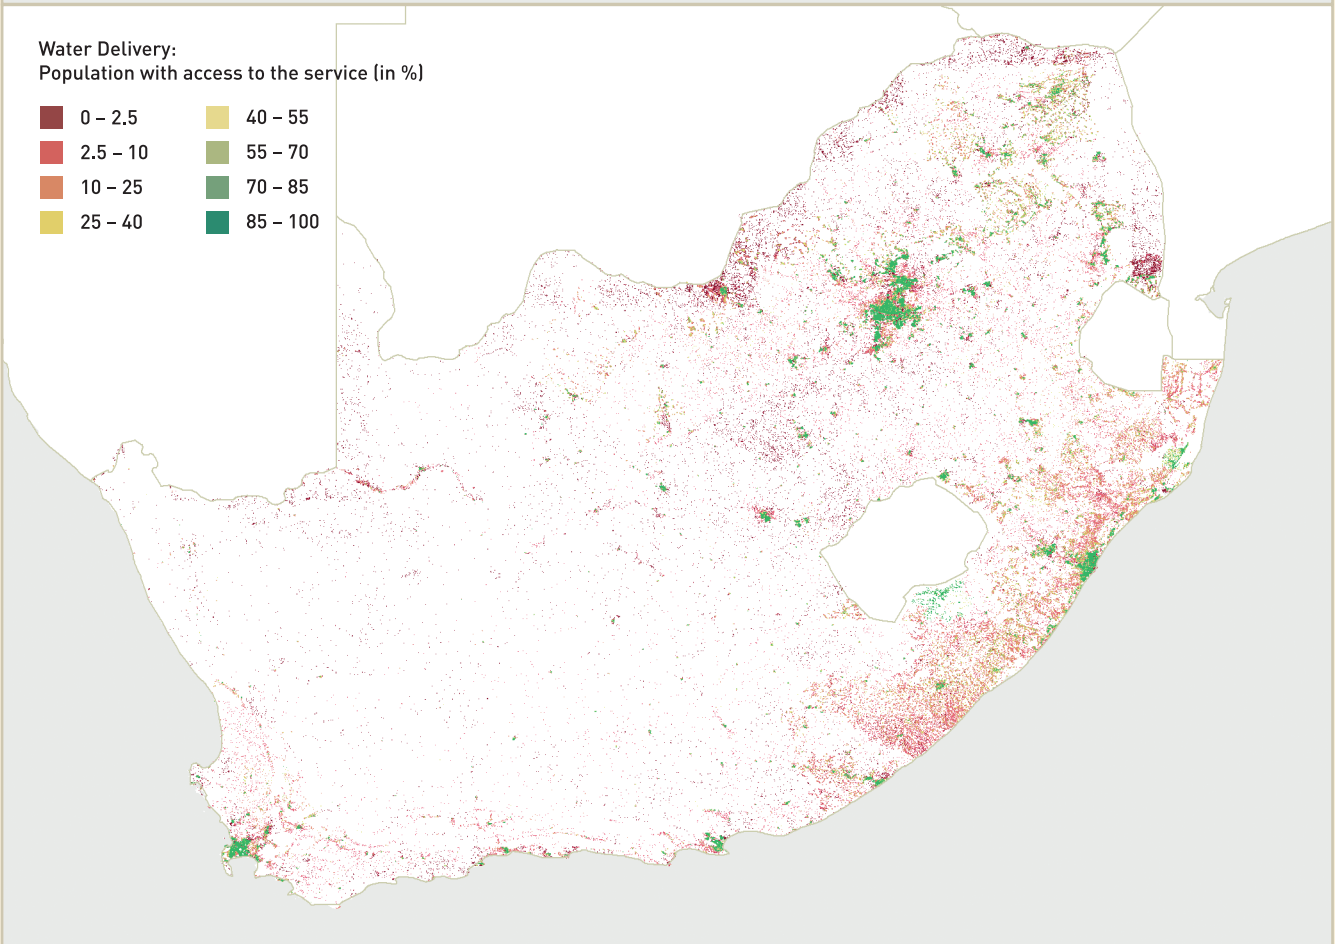 Water Delivery:
Population with access to the service (in %)
0 – 2.5
2.5 – 10
10 – 25
25 – 40
40 – 55
55 – 70
70 – 85
85 – 100